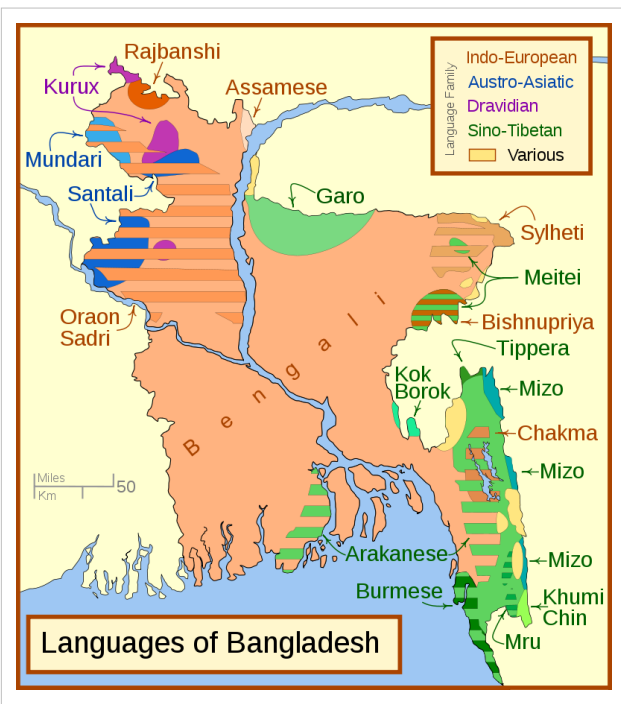 Rajbanshi
Kurux
Assamese
Language Family
Indo-European
Austro-Asiatic
Dravidian
Sino-Tibetan
Various
Mundari
Santali
Garo
Sylheti
Meitei
Oraon
Sadri
Bishnupriya
Tippera
Kok
Borok
Mizo
Bengali
Chakma
Mizo
Miles
Km
50
Arakanese
Mizo
Burmese
Khumi
Chin
Mru
Languages of Bangladesh